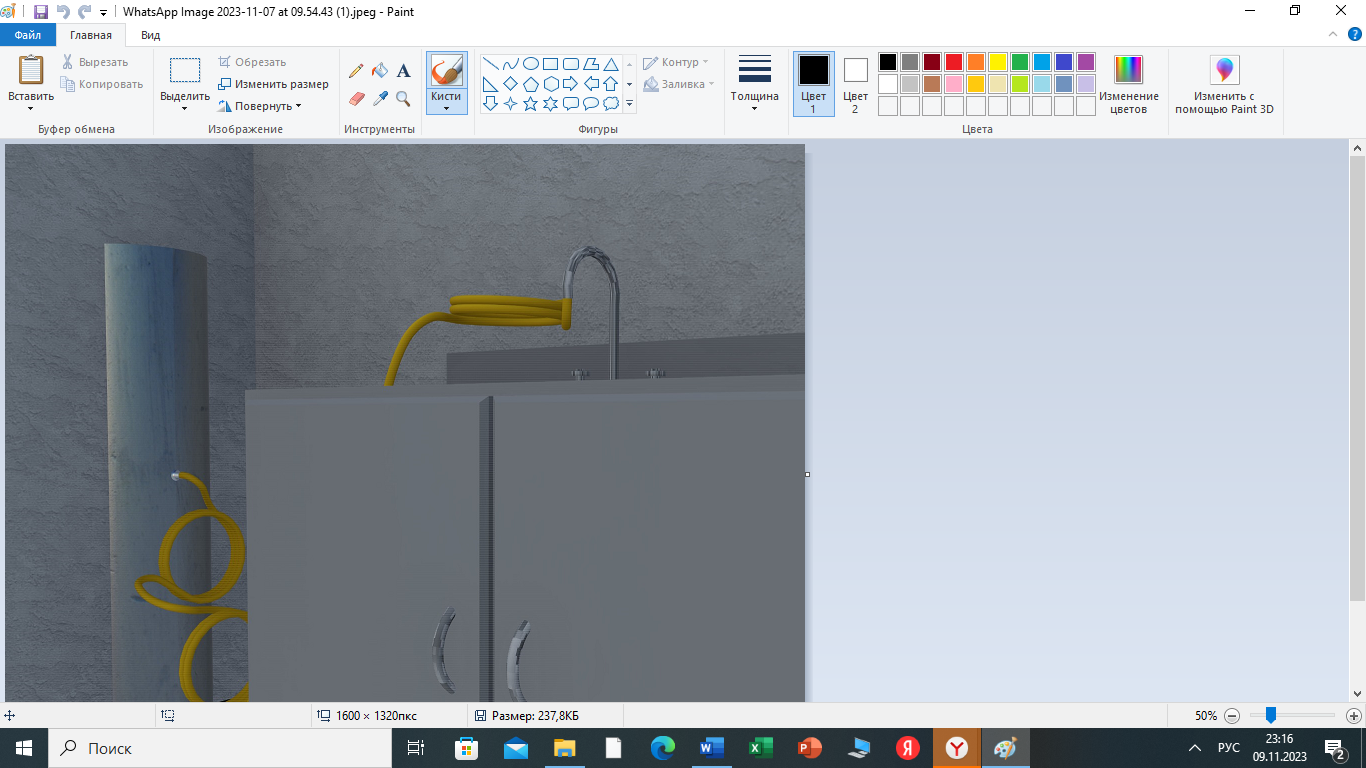 WhatsApp Image 2023-11-07 at 09.54.43 (1).jpeg - Paint
Файл Главная Вид
Вставить
Вырезать
Копировать
Буфер обмена
Выделить
Обрезать
Изменить размер
Повернуть
Изображение
A
Инструменты
Кисти
Контур
Заливка
Фигуры
Толщина
Цвет 1
Цвет 2
Изменение цветов
Цвета
Изменить с помощью Paint 3D
1600 × 1320пкс
Размер: 237,8КБ
50%
Поиск
РУС
23:16
09.11.2023
2